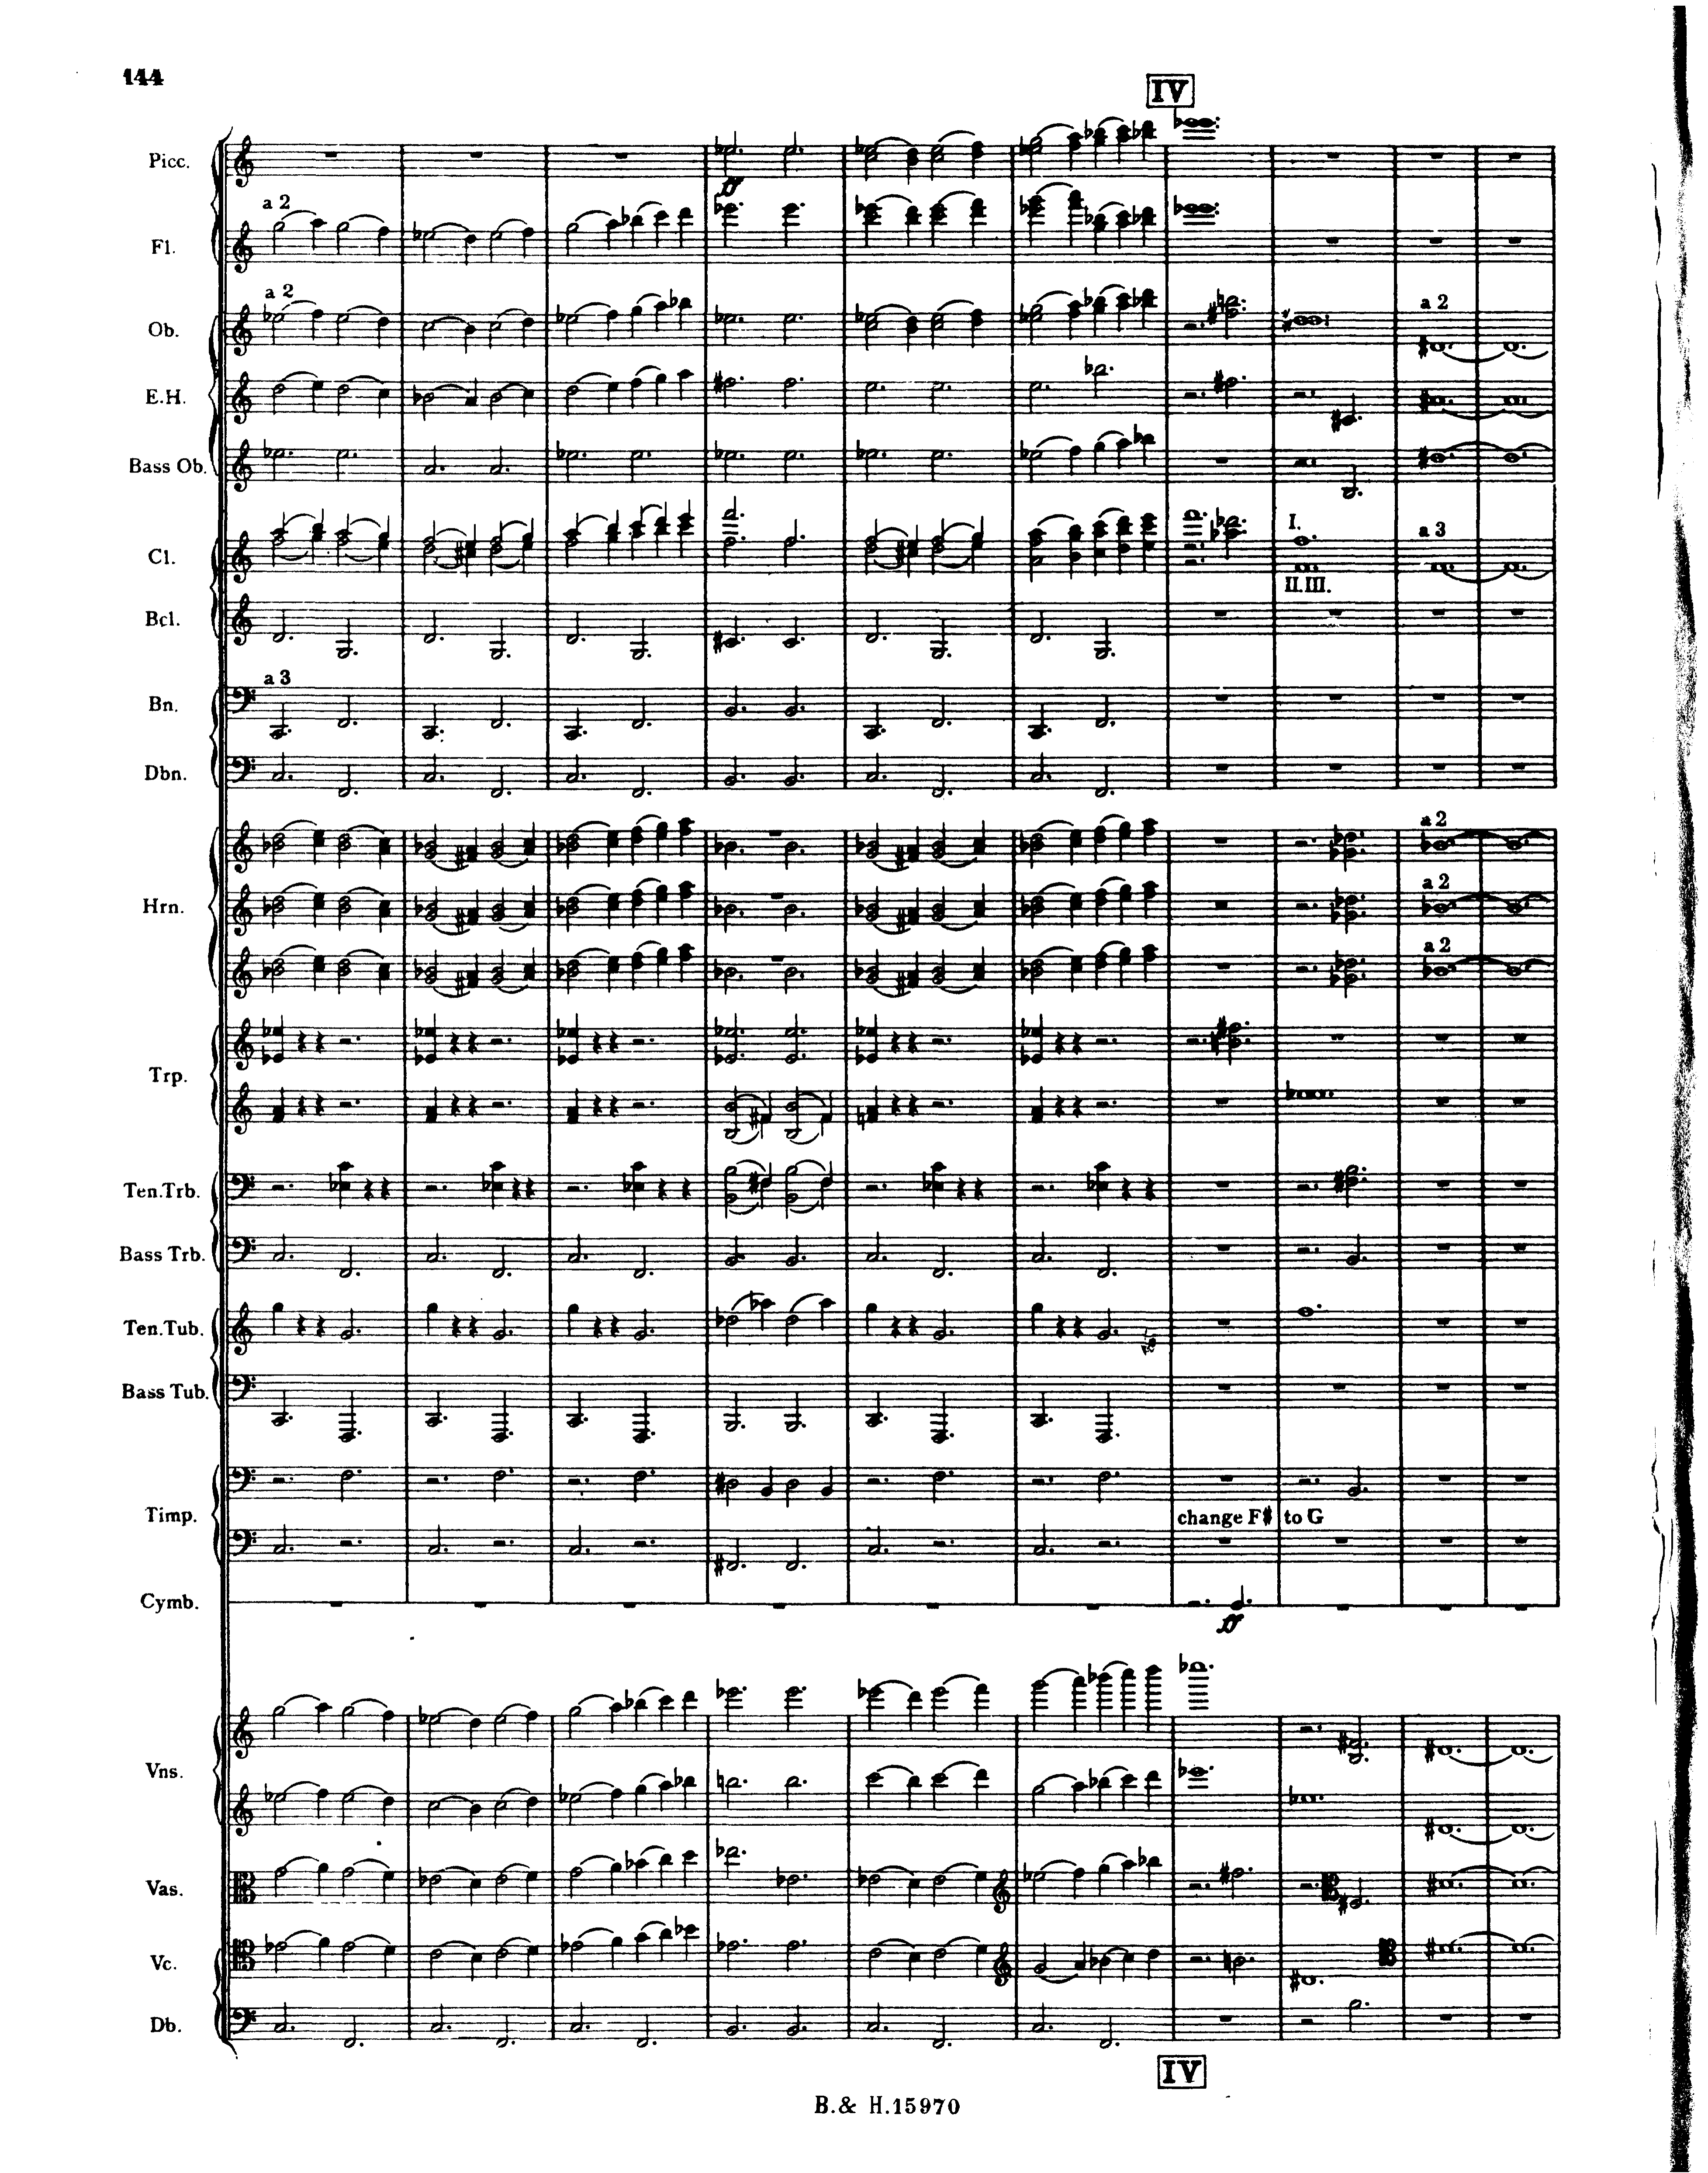 144
IV
Picc.
ff
a 2
Fl.
a 2
Ob.
a 2
E.H.
Bass Ob.
Cl.
I.
II.III.
a 3
Bcl.
a 3
Bn.
Dbn.
a 2
Hrn.
a 2
a 2
Trp.
Ten.Trb.
Bass Trb.
Ten.Tub.
Bass Tub.
Timp.
change F# to G
Cymb.
ff
Vns.
Vas.
Vc.
Db.
IV
B.& H.15970